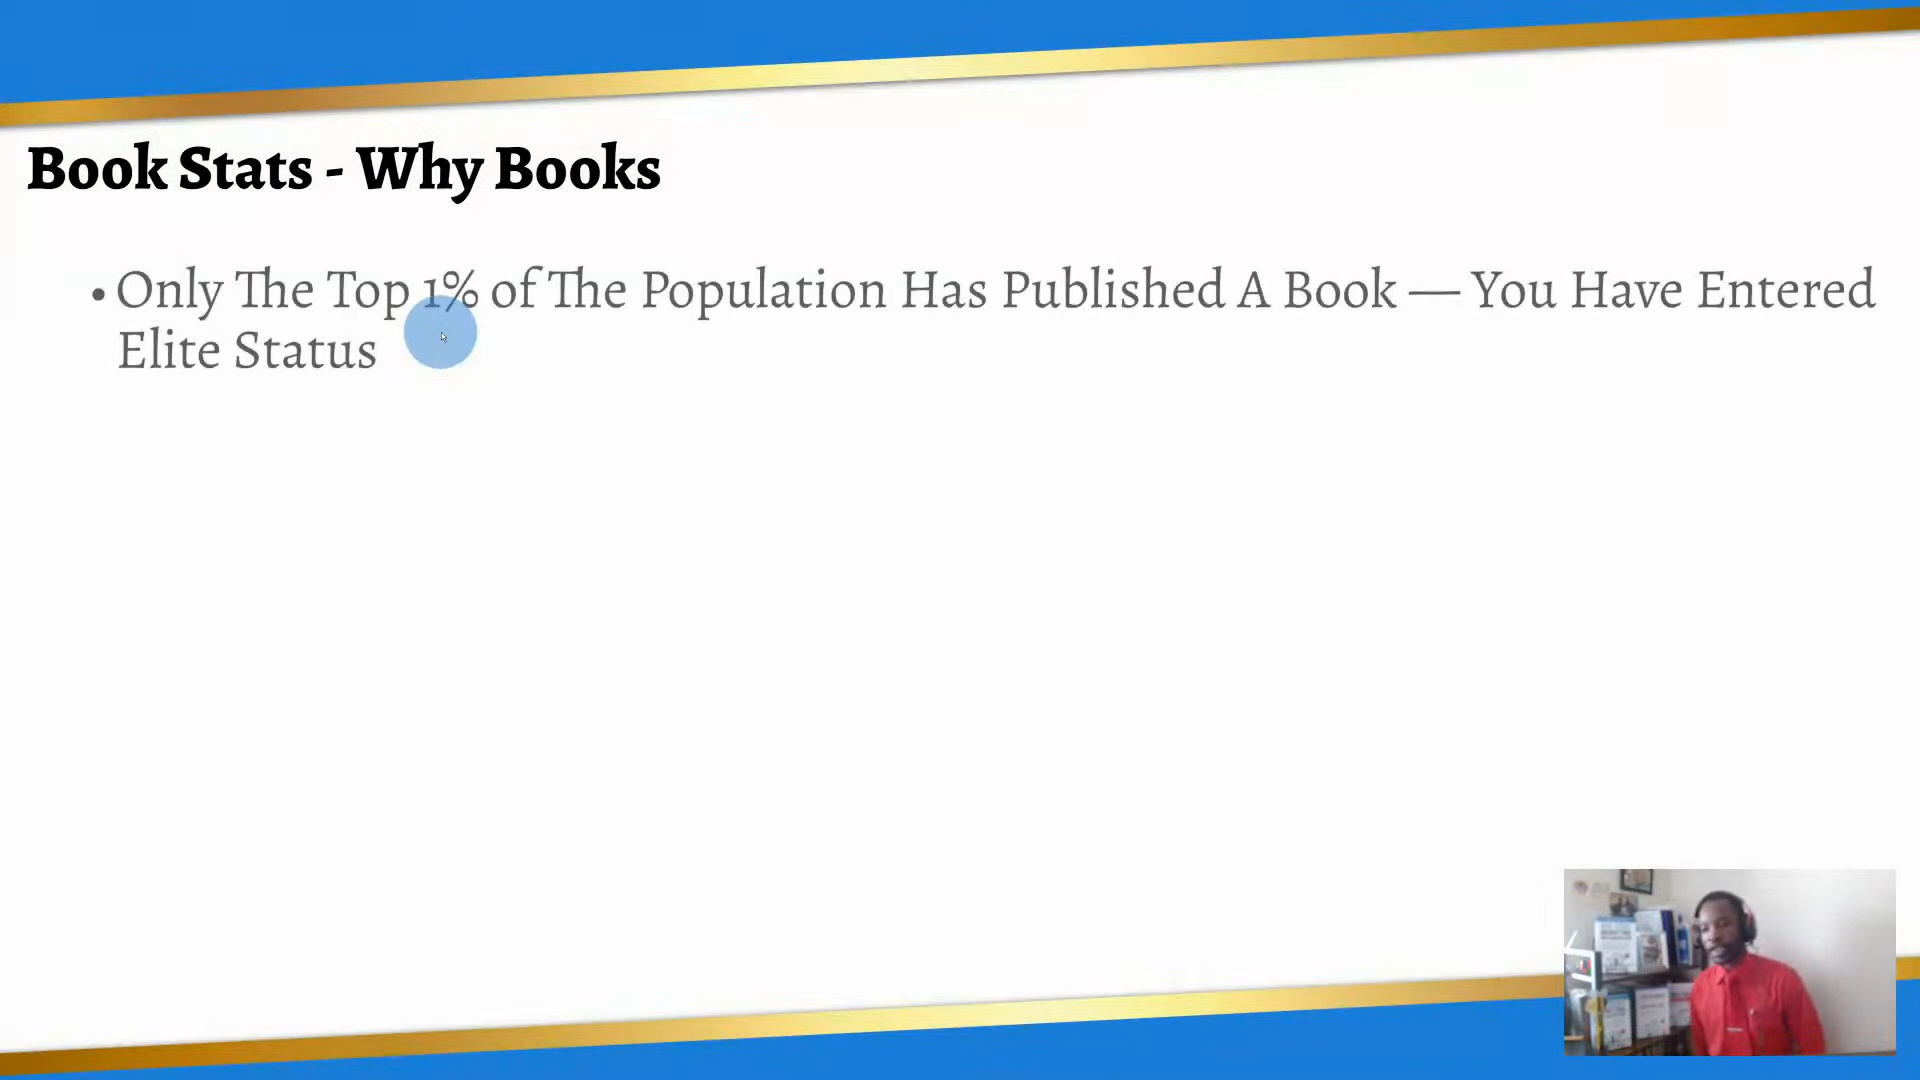 Book Stats - Why Books
• Only The Top 1% of The Population Has Published A Book — You Have Entered
Elite Status